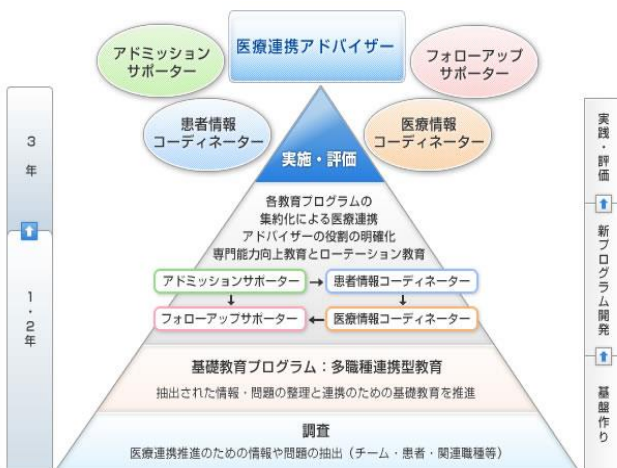 医療連携アドバイザー
アドミッション
サポーター
フォローアップ
サポーター
患者情報
コーディネーター
医療情報
コーディネーター
実施・評価
各教育プログラムの
集約化による医療連携
アドバイザーの役割の明確化
専門能力向上教育とローテーション教育
アドミッションサポーター
患者情報コーディネーター
フォローアップサポーター
医療情報コーディネーター
基礎教育プログラム：多職種連携型教育
抽出された情報・問題の整理と連携のための基礎教育を推進
調査
医療連携推進のための情報や問題の抽出（チーム・患者・関連職種等）
3年
1・2年
実践・評価
新プログラム開発
基盤作り